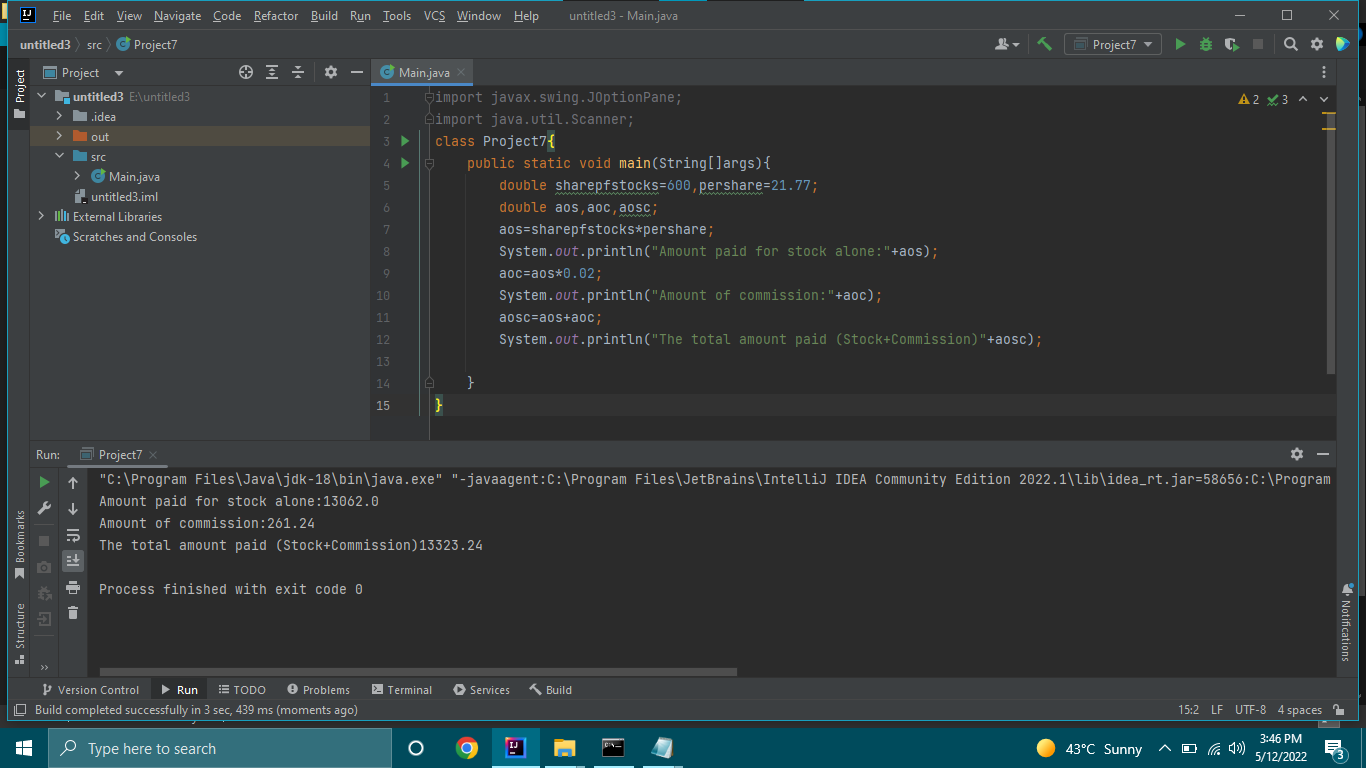 File Edit View Navigate Code Refactor Build Run Tools VCS Window Help untitled3 - Main.java
untitled3 src Project7 Project7
Project Main.java
untitled3 E:\untitled3
.idea
out
src
Main.java
untitled3.iml
External Libraries
Scratches and Consoles
Project
2 3
1 import javax.swing.JOptionPane;
2 import java.util.Scanner;
3 class Project7{
4 public static void main(String[]args){
5 double sharepfstocks=600,pershare=21.77;
6 double aos,aoc,aosc;
7 aos=sharepfstocks*pershare;
8 System.out.println("Amount paid for stock alone:"+aos);
9 aoc=aos*0.02;
10 System.out.println("Amount of commission:"+aoc);
11 aosc=aos+aoc;
12 System.out.println("The total amount paid (Stock+Commission)"+aosc);
13
14 }
15 }
Run: Project7
"C:\Program Files\Java\jdk-18\bin\java.exe" "-javaagent:C:\Program Files\JetBrains\IntelliJ IDEA Community Edition 2022.1\lib\idea_rt.jar=58656:C:\Program
Amount paid for stock alone:13062.0
Amount of commission:261.24
The total amount paid (Stock+Commission)13323.24
Process finished with exit code 0
Bookmarks
Structure
Notifications
Version Control Run TODO Problems Terminal Services Build
Build completed successfully in 3 sec, 439 ms (moments ago) 15:2 LF UTF-8 4 spaces
Type here to search 43°C Sunny 3:46 PM
5/12/2022 3